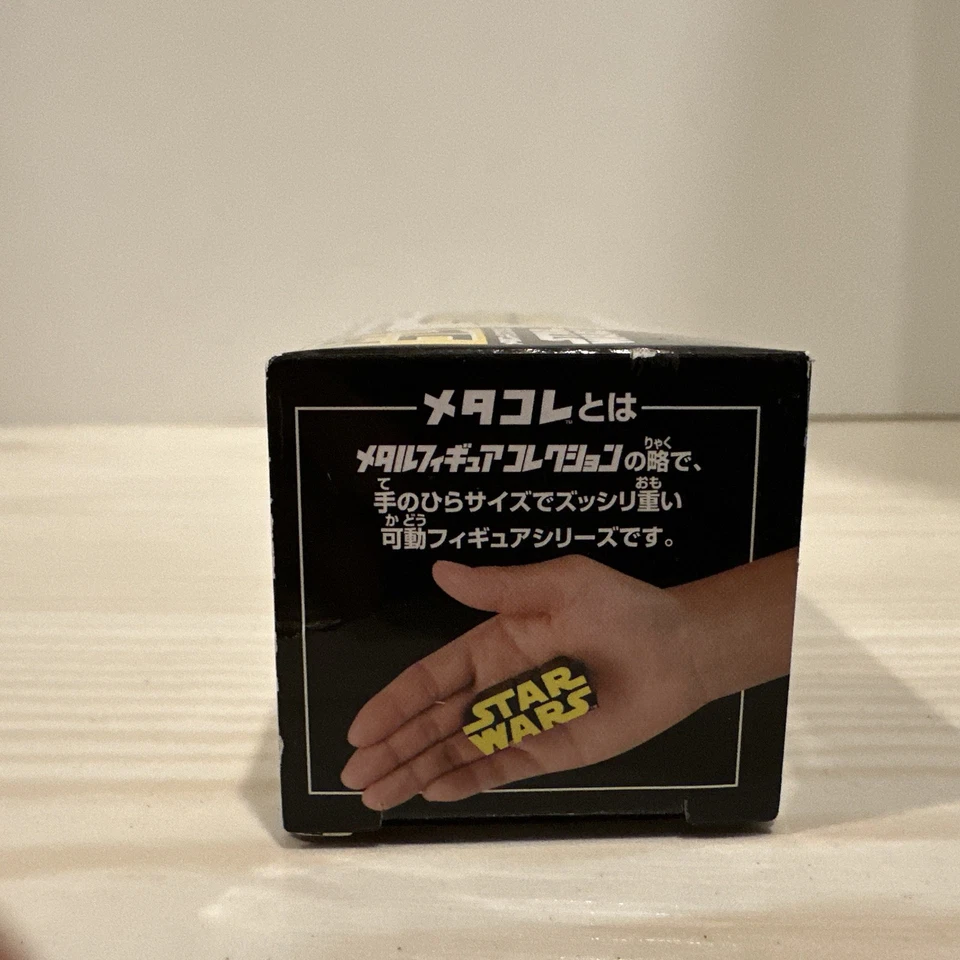 メタコレ™とは
りゃく
メタルフィギュアコレクションの略で、
て おも
手のひらサイズでズッシリ重い
か どう
可動フィギュアシリーズです。
STAR
WARS